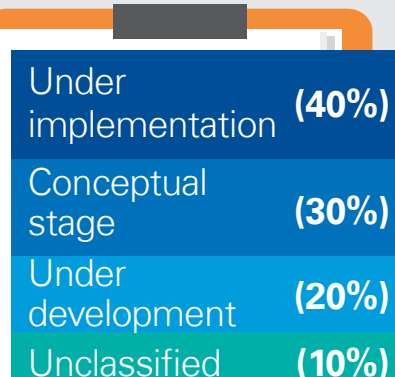 Under
implementation (40%)
Conceptual
stage (30%)
Under
development (20%)
Unclassified (10%)